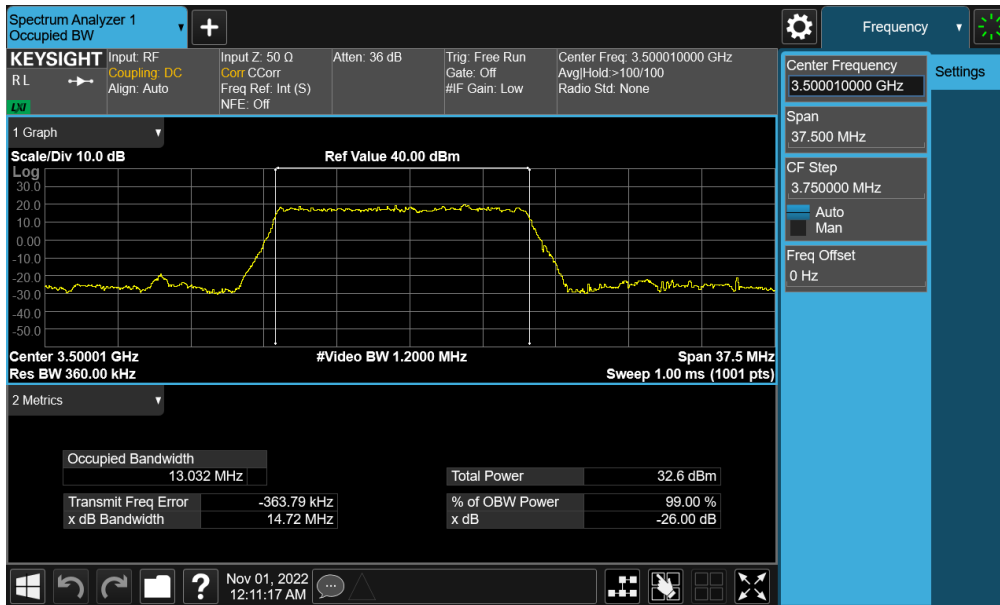 Spectrum Analyzer 1
Occupied BW
+
Frequency
KEYSIGHT
R L
LXI
Input: RF
Coupling: DC
Align: Auto
Input Z: 50 Ω
Corr CCorr
Freq Ref: Int (S)
NFE: Off
Atten: 36 dB
Trig: Free Run
Gate: Off
#IF Gain: Low
Center Freq: 3.500010000 GHz
Avg|Hold:>100/100
Radio Std: None
Center Frequency
3.500010000 GHz
Settings
Span
37.500 MHz
CF Step
3.750000 MHz
Auto
Man
Freq Offset
0 Hz
1 Graph
Scale/Div 10.0 dB
Ref Value 40.00 dBm
Log
30.0
20.0
10.0
0.00
-10.0
-20.0
-30.0
-40.0
-50.0
Center 3.50001 GHz
#Video BW 1.2000 MHz
Span 37.5 MHz
Res BW 360.00 kHz
Sweep 1.00 ms (1001 pts)
2 Metrics
Occupied Bandwidth
13.032 MHz
Total Power 32.6 dBm
Transmit Freq Error -363.79 kHz
% of OBW Power 99.00 %
x dB Bandwidth 14.72 MHz
x dB -26.00 dB
?
Nov 01, 2022
12:11:17 AM